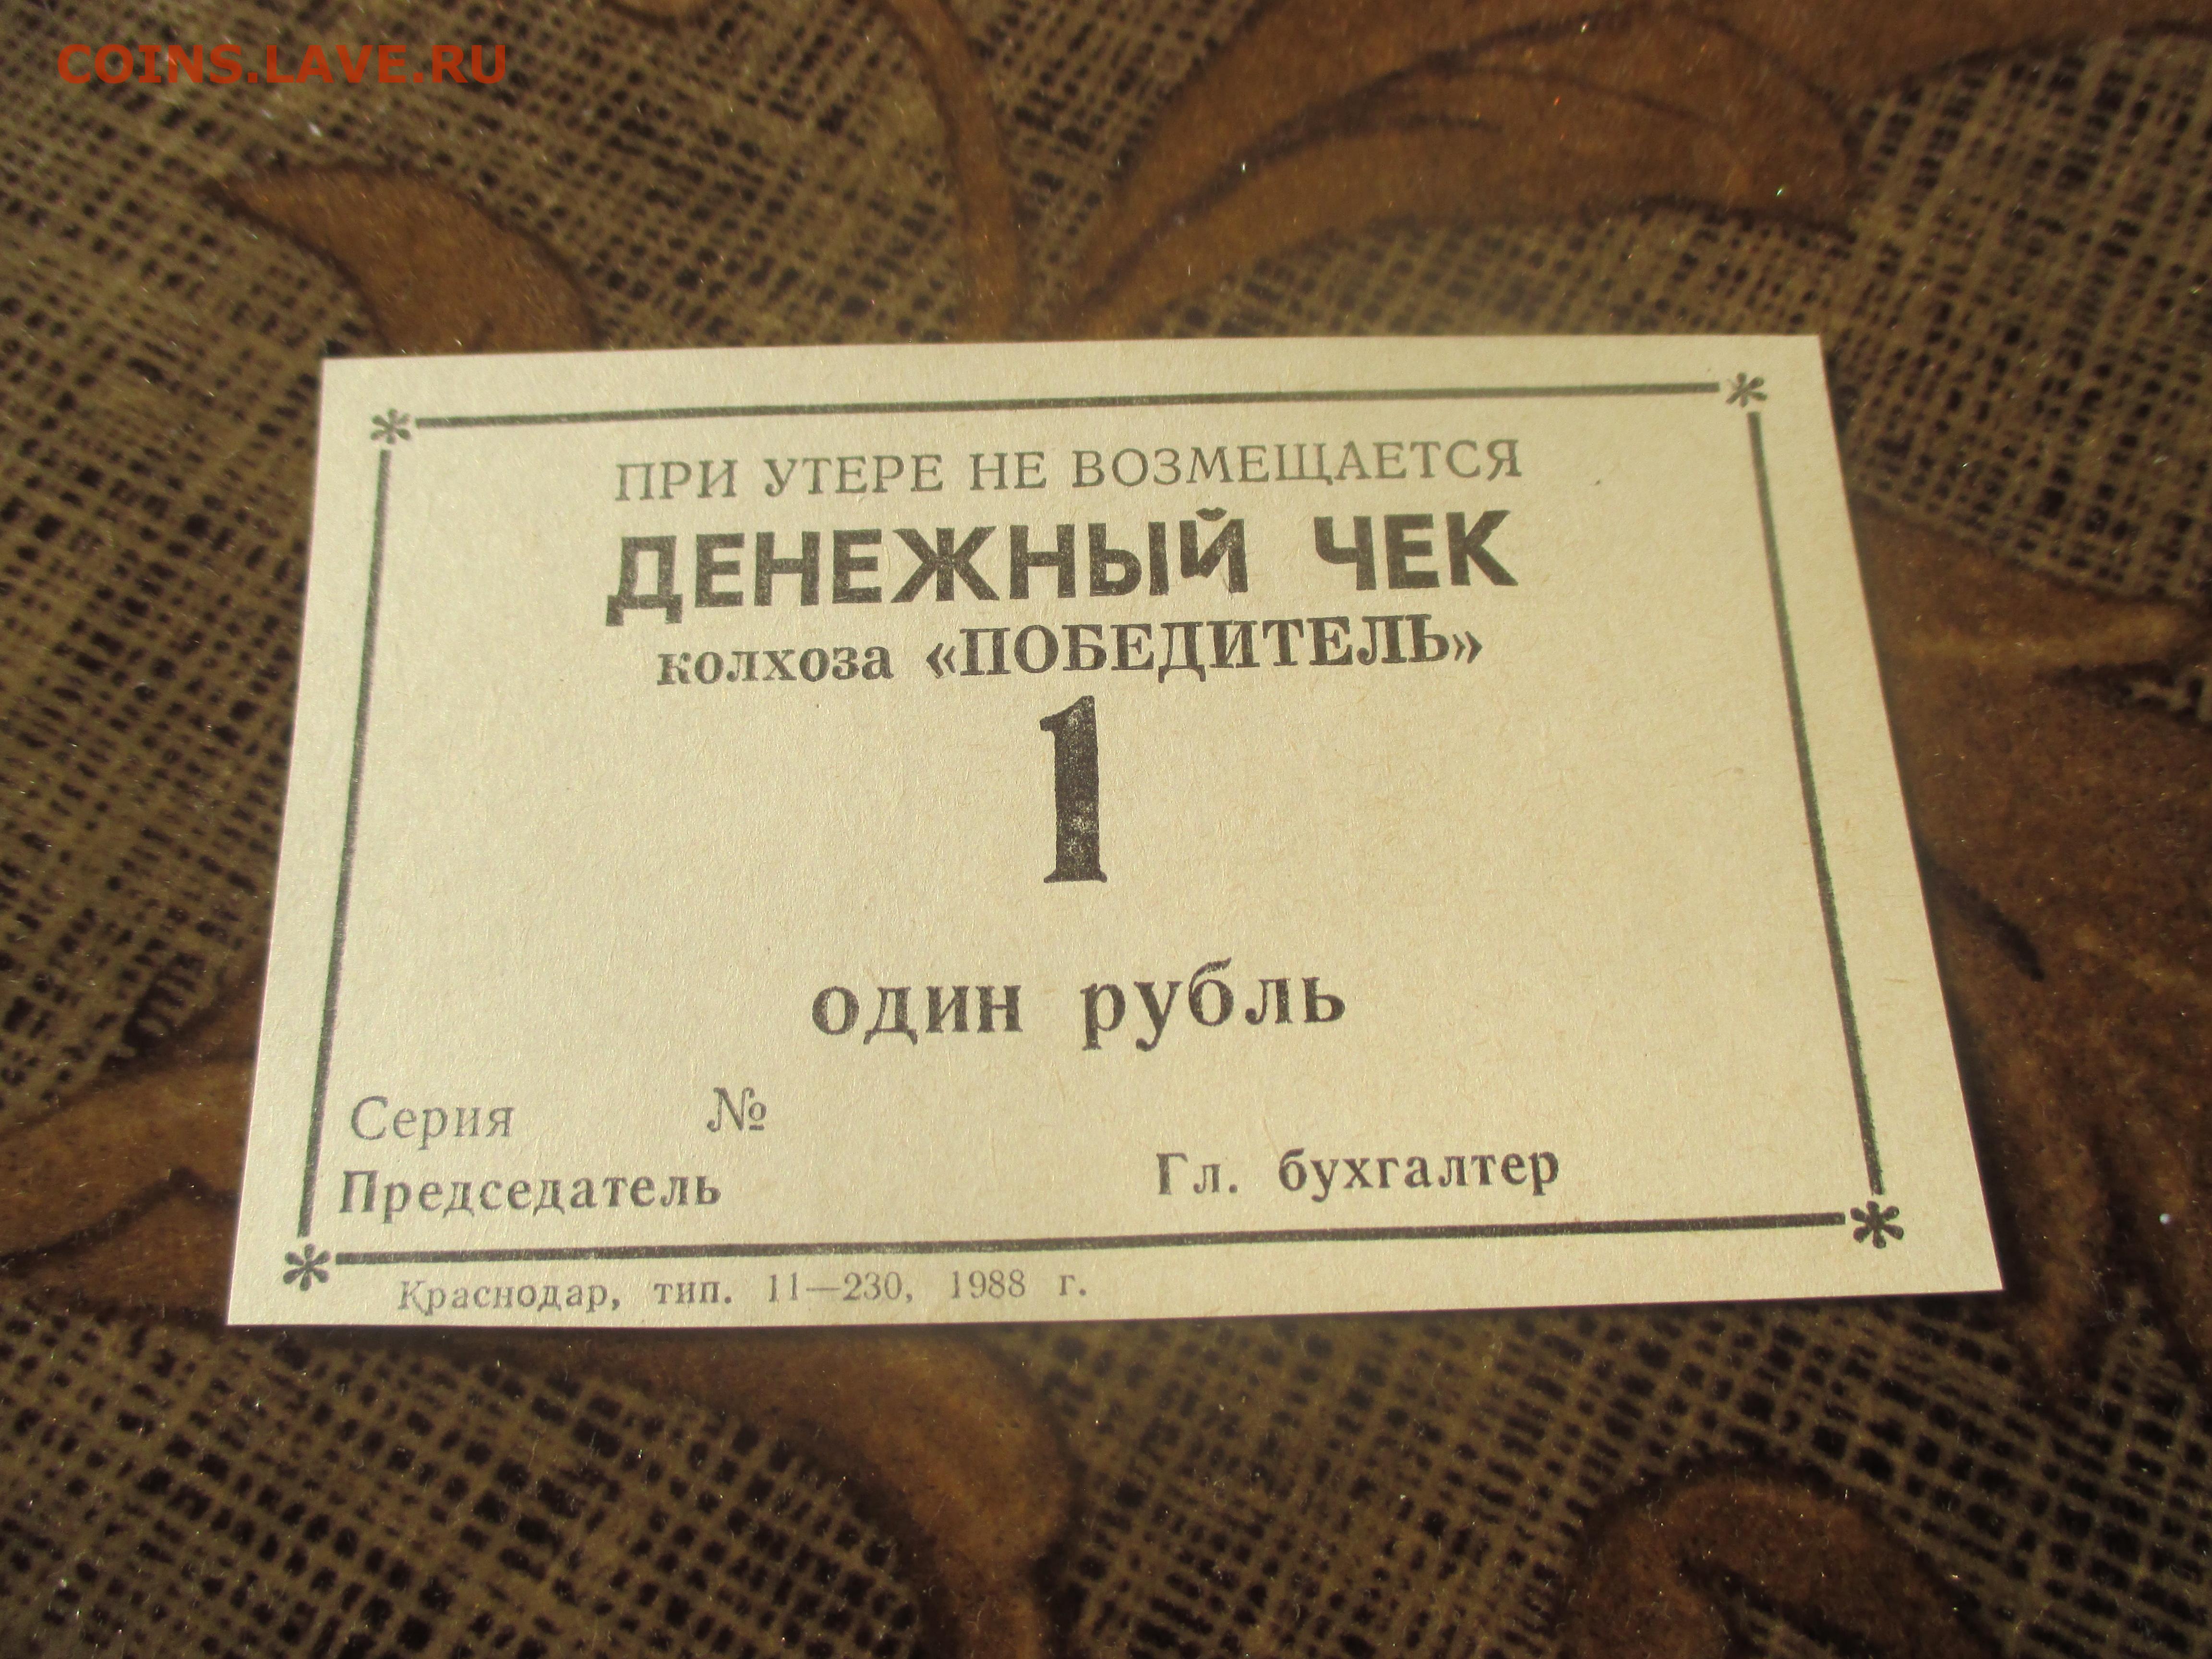 COINS.LAVE.RU
ПРИ УТЕРЕ НЕ ВОЗМЕЩАЕТСЯ
ДЕНЕЖНЫЙ ЧЕК
колхоза «ПОБЕДИТЕЛЬ»
1
один рубль
Серия №
Председатель Гл. бухгалтер
Краснодар, тип. 11—230, 1988 г.